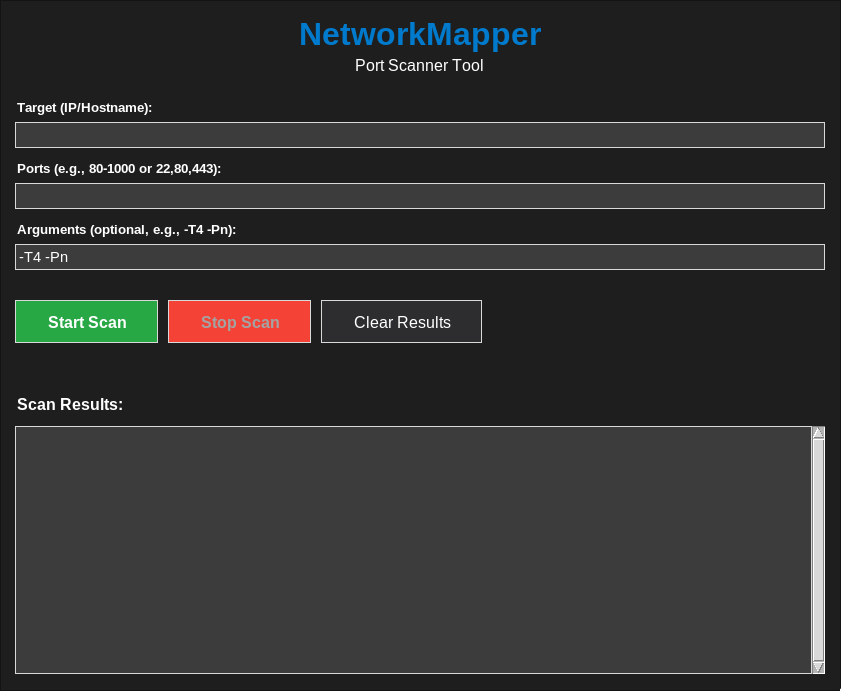 NetworkMapper
Port Scanner Tool
Target (IP/Hostname):
Ports (e.g., 80-1000 or 22,80,443):
Arguments (optional, e.g., -T4 -Pn):
-T4 -Pn
Start Scan Stop Scan Clear Results
Scan Results: